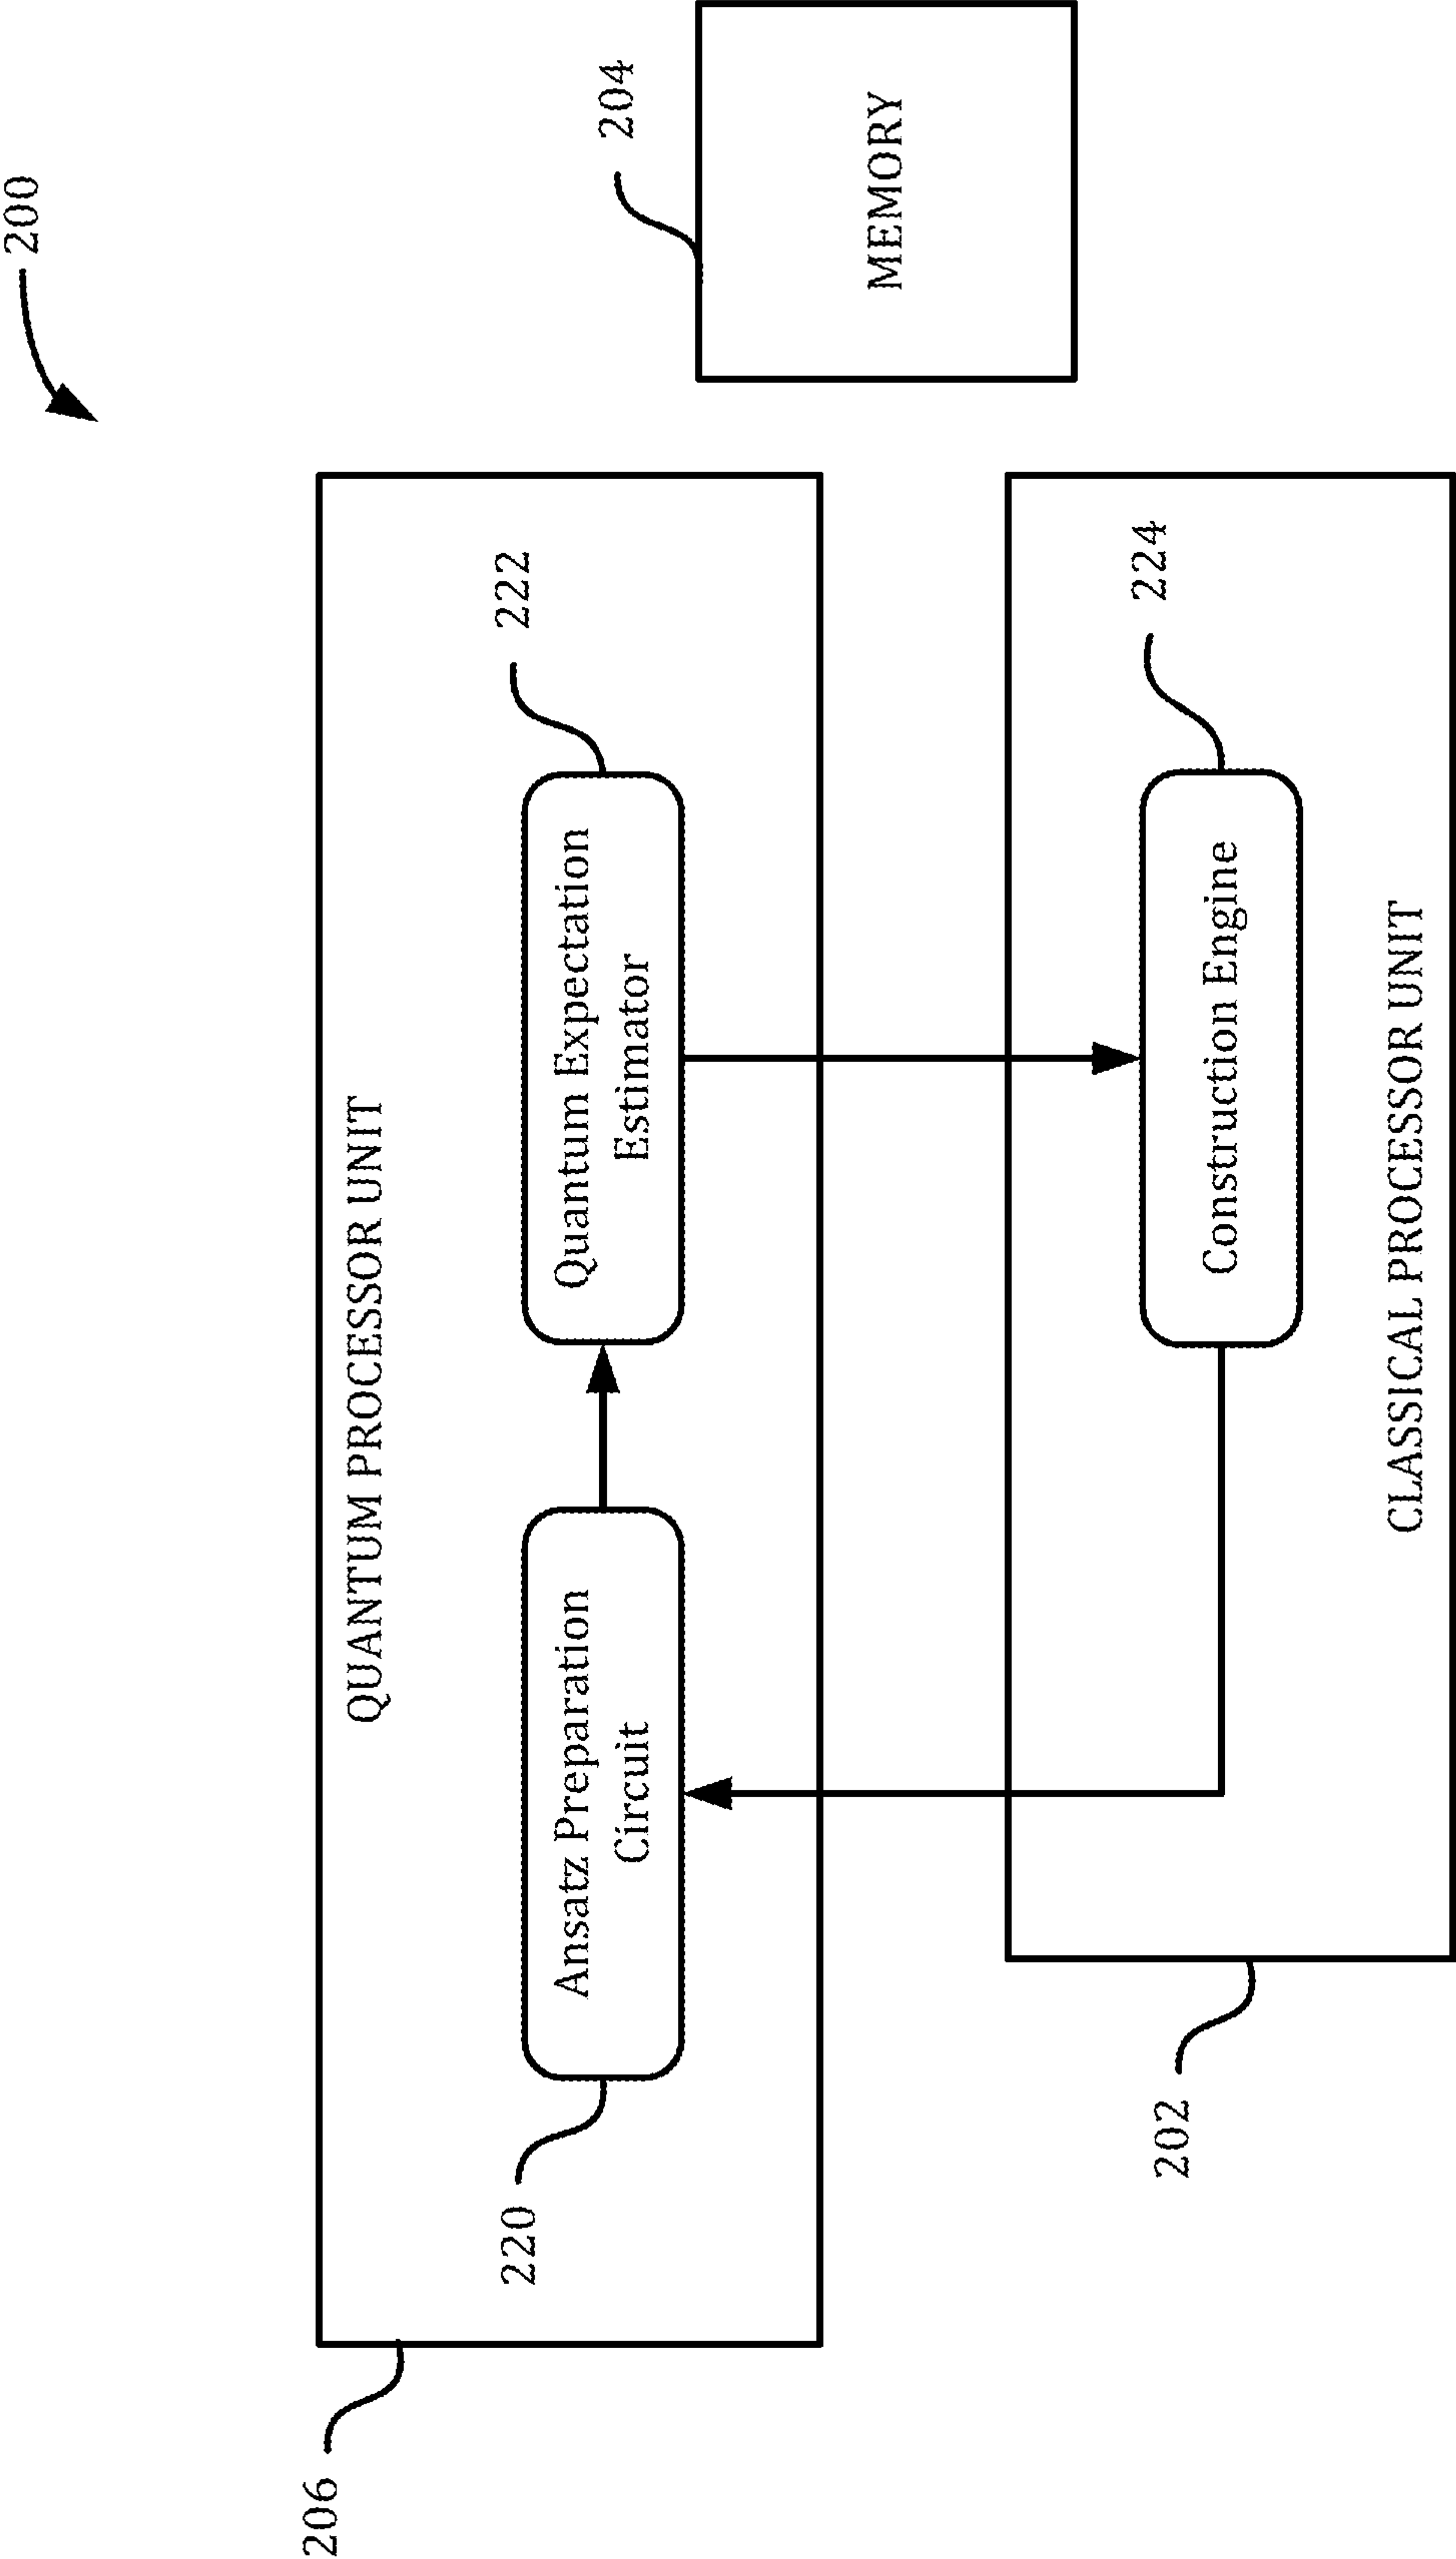 200
QUANTUM PROCESSOR UNIT
206
220
Ansatz Preparation
Circuit
222
Quantum Expectation
Estimator
204
MEMORY
224
Construction Engine
202
CLASSICAL PROCESSOR UNIT